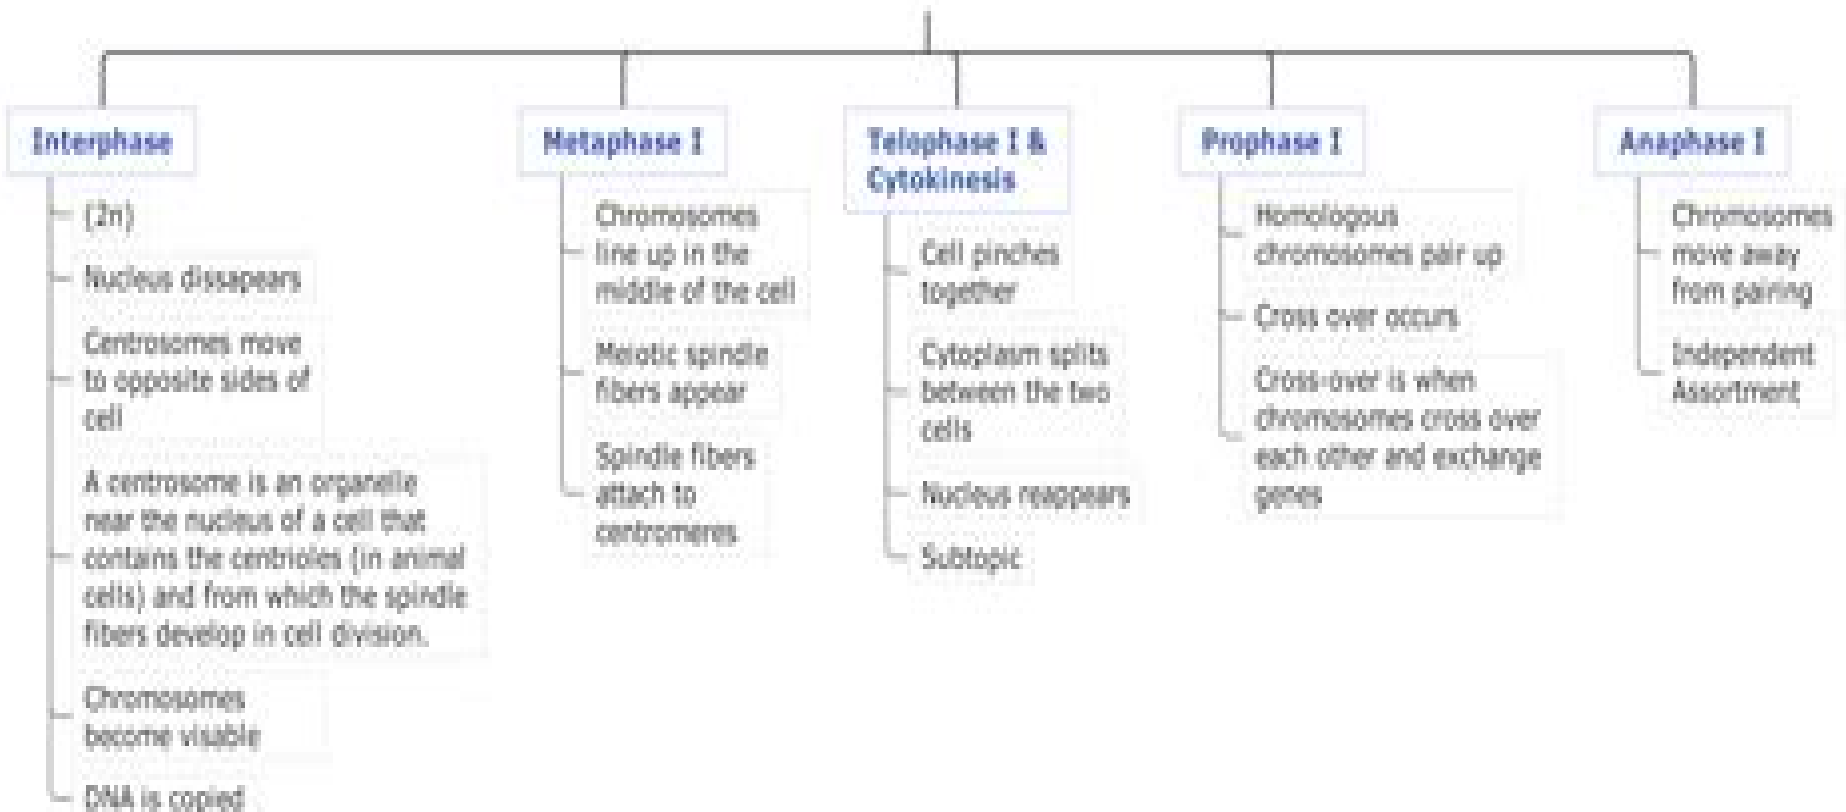 Interphase
(2n)
Nucleus dissapears
Centrosomes move
to opposite sides of
cell
A centrosome is an organelle
near the nucleus of a cell that
contains the centrioles (in animal
cells) and from which the spindle
fibers develop in cell division.
Chromosomes
become visable
DNA is copied
Metaphase I
Chromosomes
line up in the
middle of the cell
Meiotic spindle
fibers appear
Spindle fibers
attach to
centromeres
Telophase I &
Cytokinesis
Cell pinches
together
Cytoplasm splits
between the two
cells
Nucleus reappears
Subtopic
Prophase I
Homologous
chromosomes pair up
Cross over occurs
Cross-over is when
chromosomes cross over
each other and exchange
genes
Anaphase I
Chromosomes
move away
from pairing
Independent
Assortment